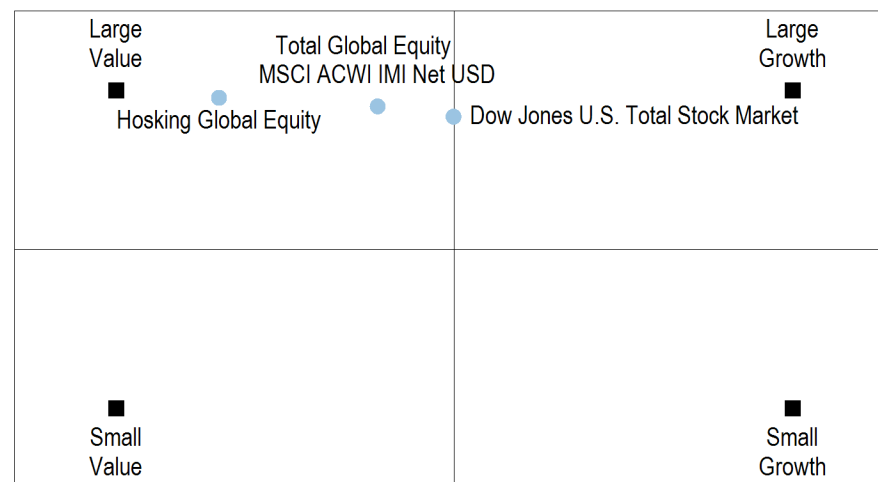 Large
Value
Total Global Equity
MSCI ACWI IMI Net USD
Large
Growth
Hosking Global Equity
Dow Jones U.S. Total Stock Market
Small
Value
Small
Growth